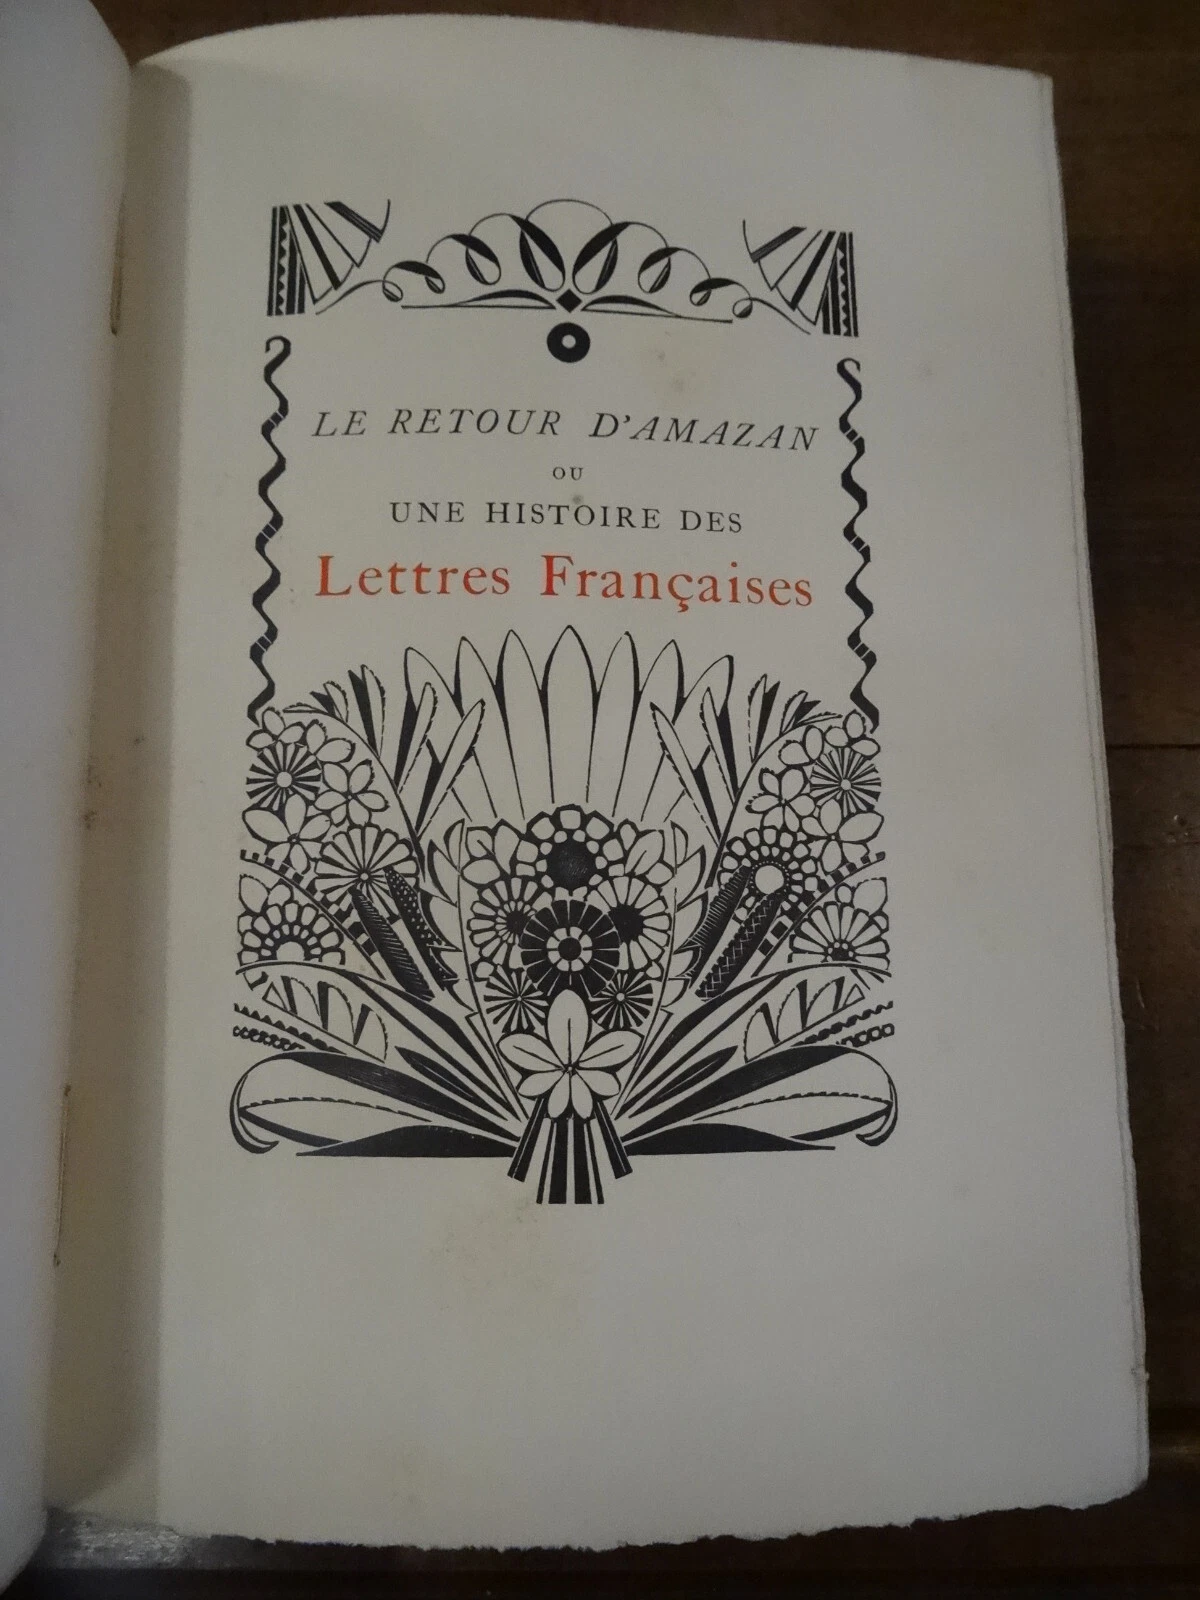 LE RETOUR D'AMAZAN
OU
UNE HISTOIRE DES
Lettres Françaises